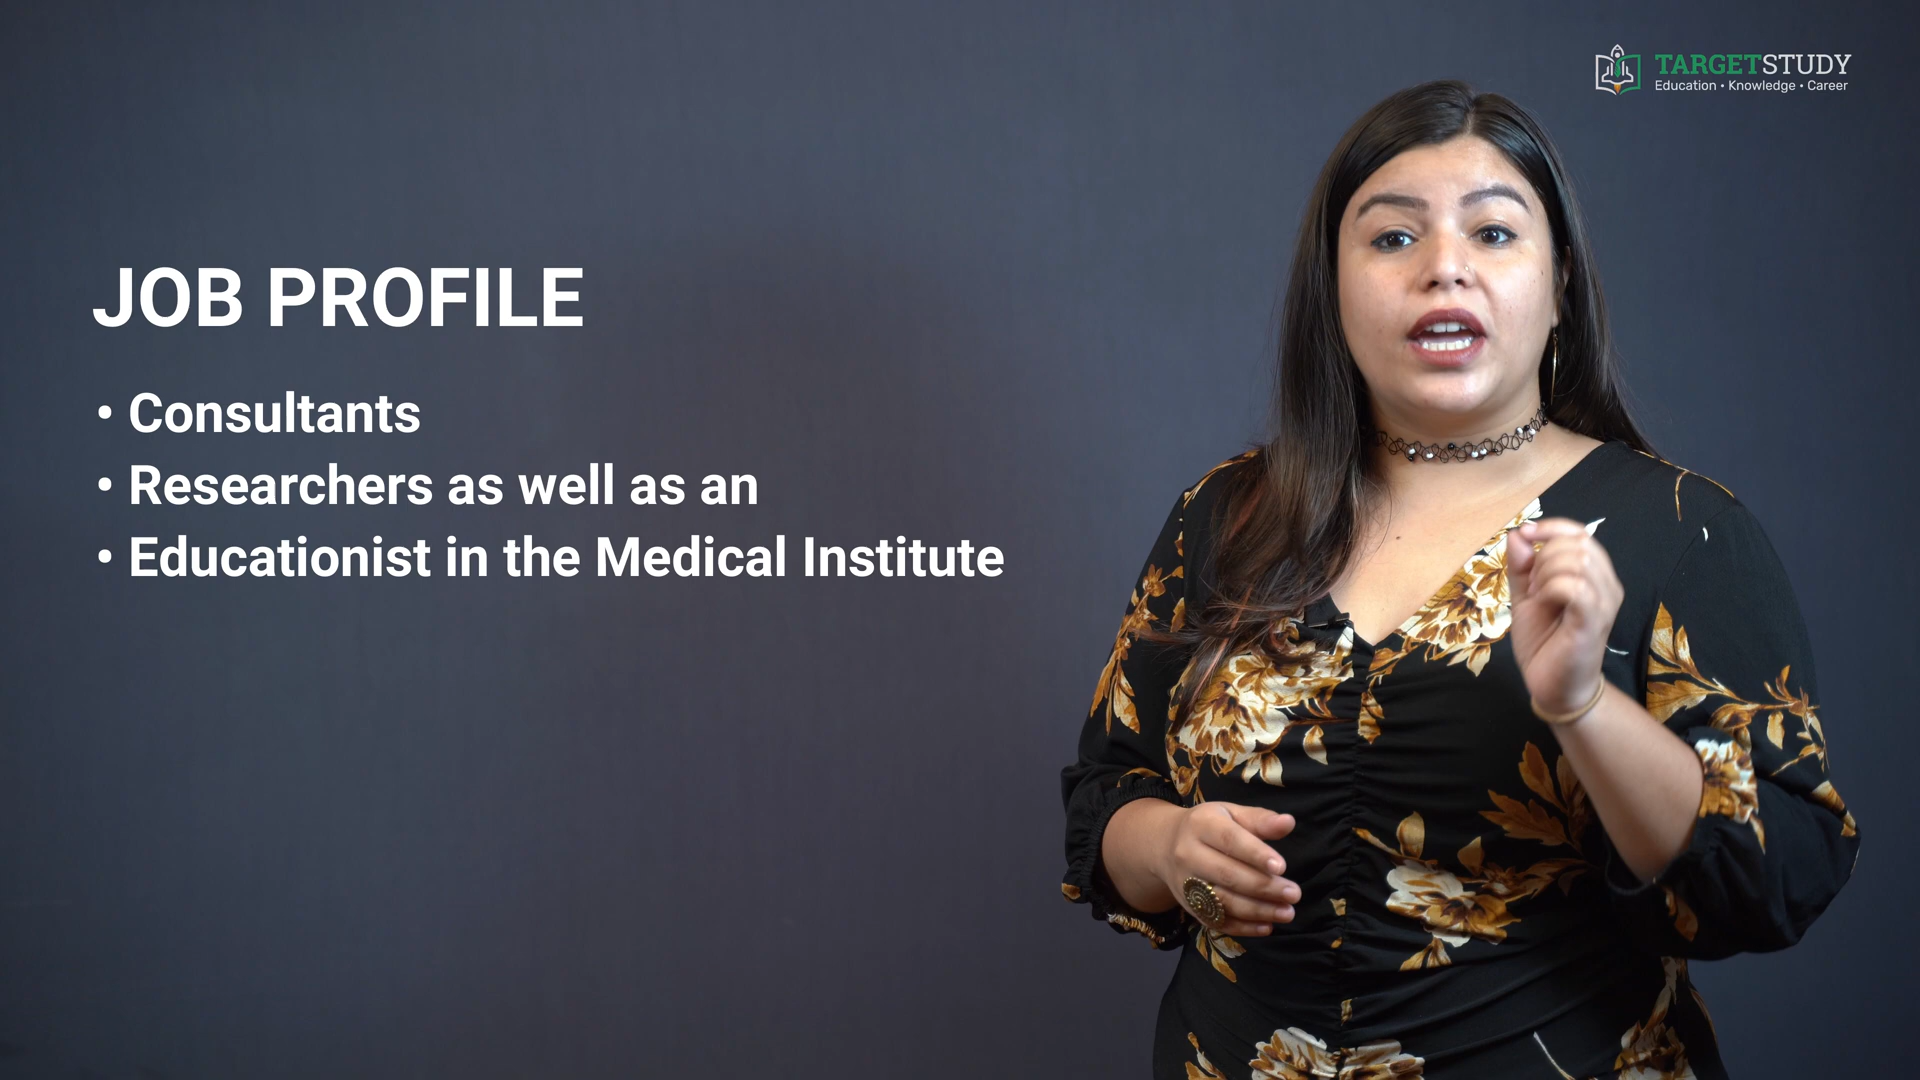 TARGETSTUDY
Education • Knowledge • Career
JOB PROFILE
• Consultants
• Researchers as well as an
• Educationist in the Medical Institute